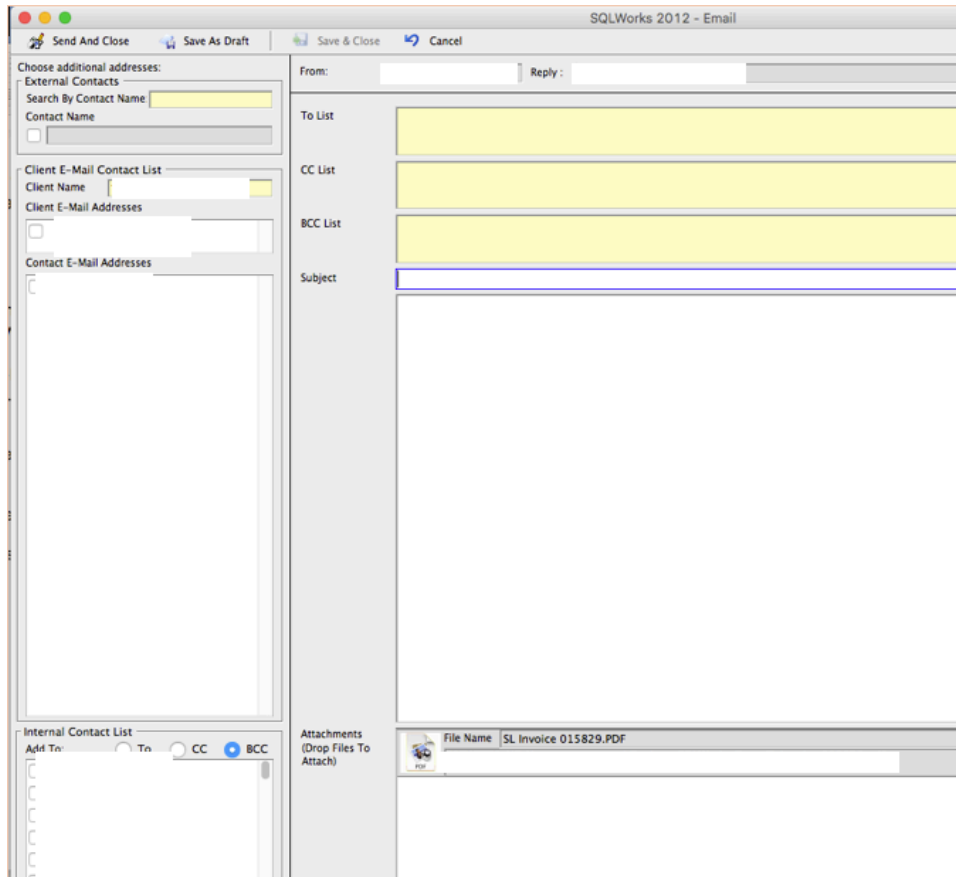 SQLWorks 2012 - Email
Send And Close Save As Draft Save & Close Cancel
Choose additional addresses:
External Contacts
Search By Contact Name
Contact Name
Client E-Mail Contact List
Client Name
Client E-Mail Addresses
Contact E-Mail Addresses
Internal Contact List
Add To: To CC BCC
From: Reply :
To List
CC List
BCC List
Subject
Attachments
(Drop Files To
Attach)
PDF
File Name SL Invoice 015829.PDF